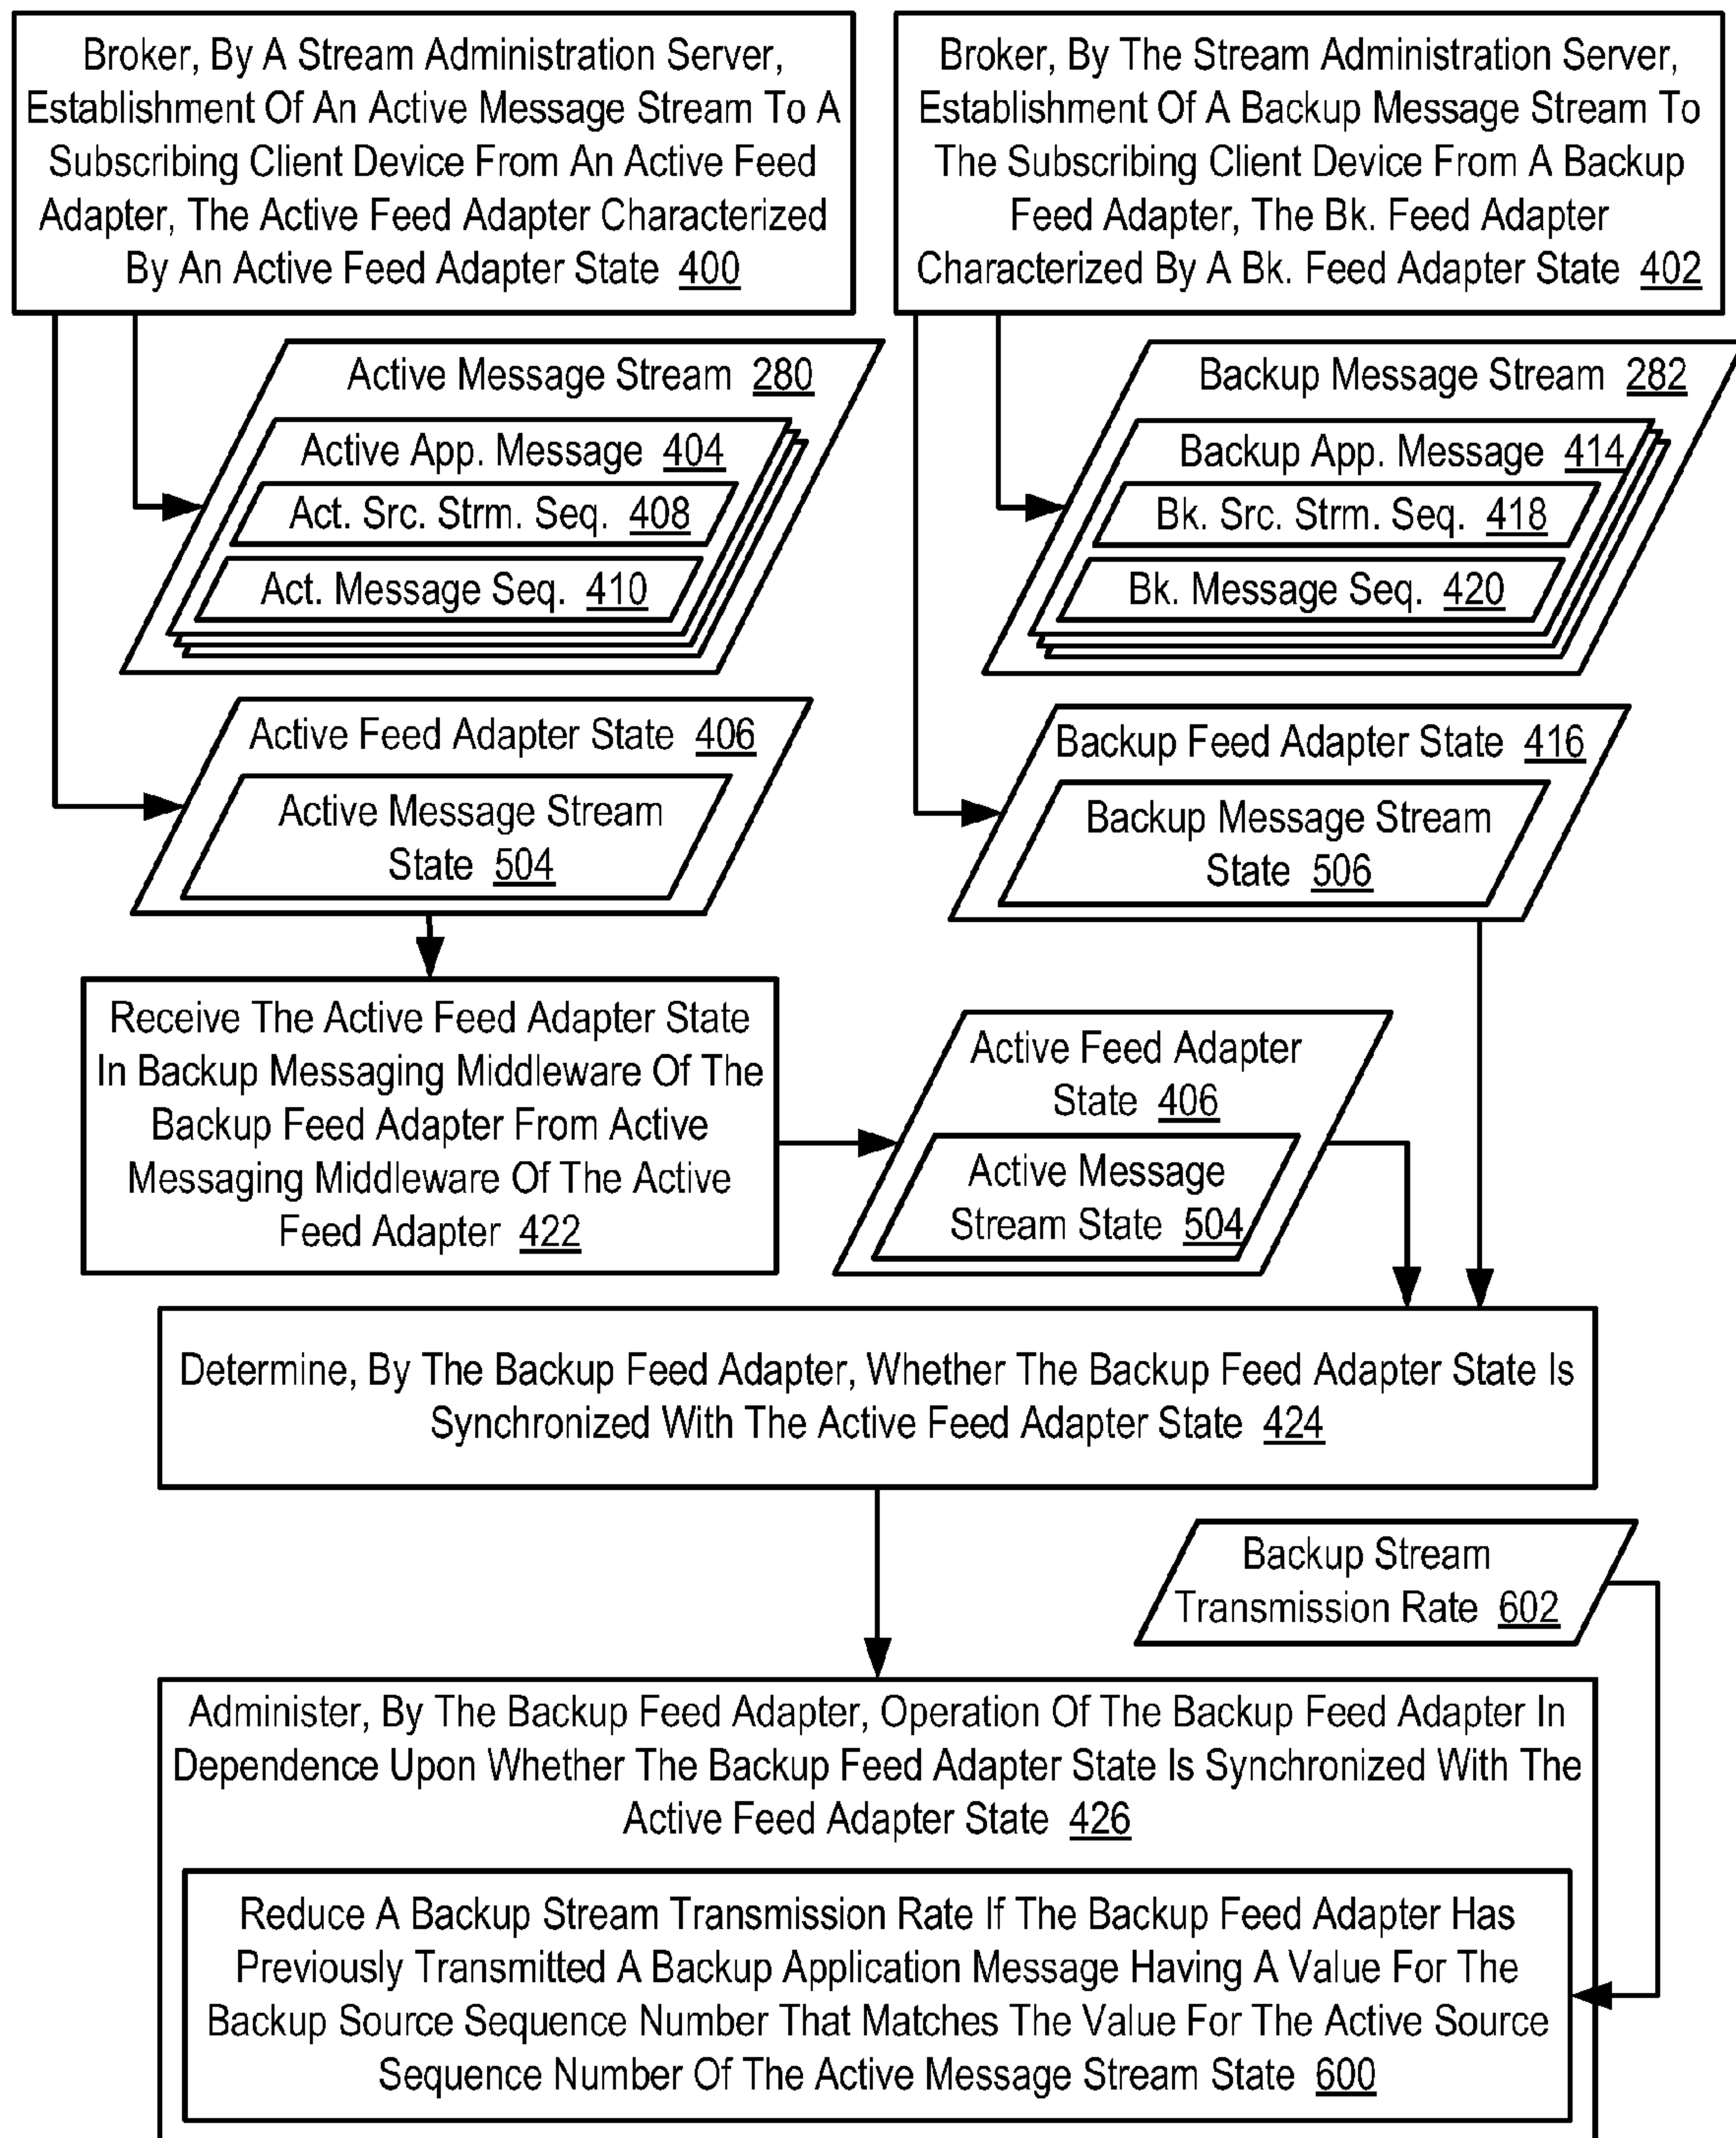 Broker, By A Stream Administration Server,
Establishment Of An Active Message Stream To A
Subscribing Client Device From An Active Feed
Adapter, The Active Feed Adapter Characterized
By An Active Feed Adapter State 400
Broker, By The Stream Administration Server,
Establishment Of A Backup Message Stream To
The Subscribing Client Device From A Backup
Feed Adapter, The Bk. Feed Adapter
Characterized By A Bk. Feed Adapter State 402
Active Message Stream 280
Active App. Message 404
Act. Src. Strm. Seq. 408
Act. Message Seq. 410
Backup Message Stream 282
Backup App. Message 414
Bk. Src. Strm. Seq. 418
Bk. Message Seq. 420
Active Feed Adapter State 406
Active Message Stream
State 504
Backup Feed Adapter State 416
Backup Message Stream
State 506
Receive The Active Feed Adapter State
In Backup Messaging Middleware Of The
Backup Feed Adapter From Active
Messaging Middleware Of The Active
Feed Adapter 422
Active Feed Adapter
State 406
Active Message
Stream State 504
Determine, By The Backup Feed Adapter, Whether The Backup Feed Adapter State Is
Synchronized With The Active Feed Adapter State 424
Backup Stream
Transmission Rate 602
Administer, By The Backup Feed Adapter, Operation Of The Backup Feed Adapter In
Dependence Upon Whether The Backup Feed Adapter State Is Synchronized With The
Active Feed Adapter State 426
Reduce A Backup Stream Transmission Rate If The Backup Feed Adapter Has
Previously Transmitted A Backup Application Message Having A Value For The
Backup Source Sequence Number That Matches The Value For The Active Source
Sequence Number Of The Active Message Stream State 600